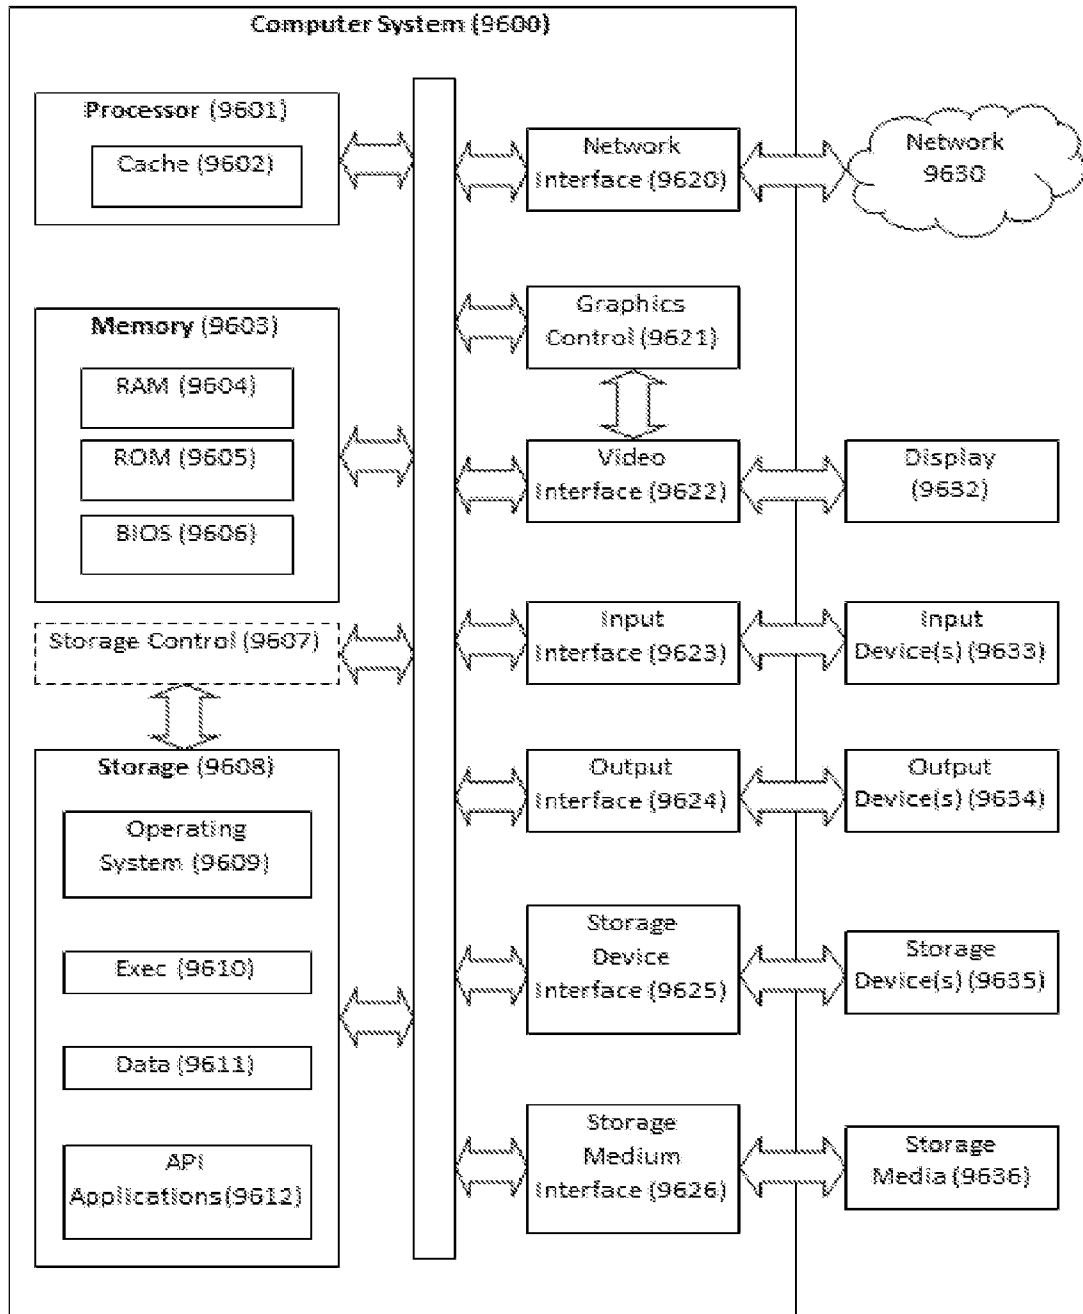 Computer System (9600)
Processor (9601)
Cache (9602)
Memory (9603)
RAM (9604)
ROM (9605)
BIOS (9606)
Storage Control (9607)
Storage (9608)
Operating
System (9609)
Exec (9610)
Data (9611)
API
Applications(9612)
Network
Interface (9620)
Graphics
Control (9621)
Video
Interface (9622)
Input
Interface (9623)
Output
Interface (9624)
Storage
Device
Interface (9625)
Storage
Medium
Interface (9626)
Network
9630
Display
(9632)
Input
Device(s) (9633)
Output
Device(s) (9634)
Storage
Device(s) (9635)
Storage
Media (9636)